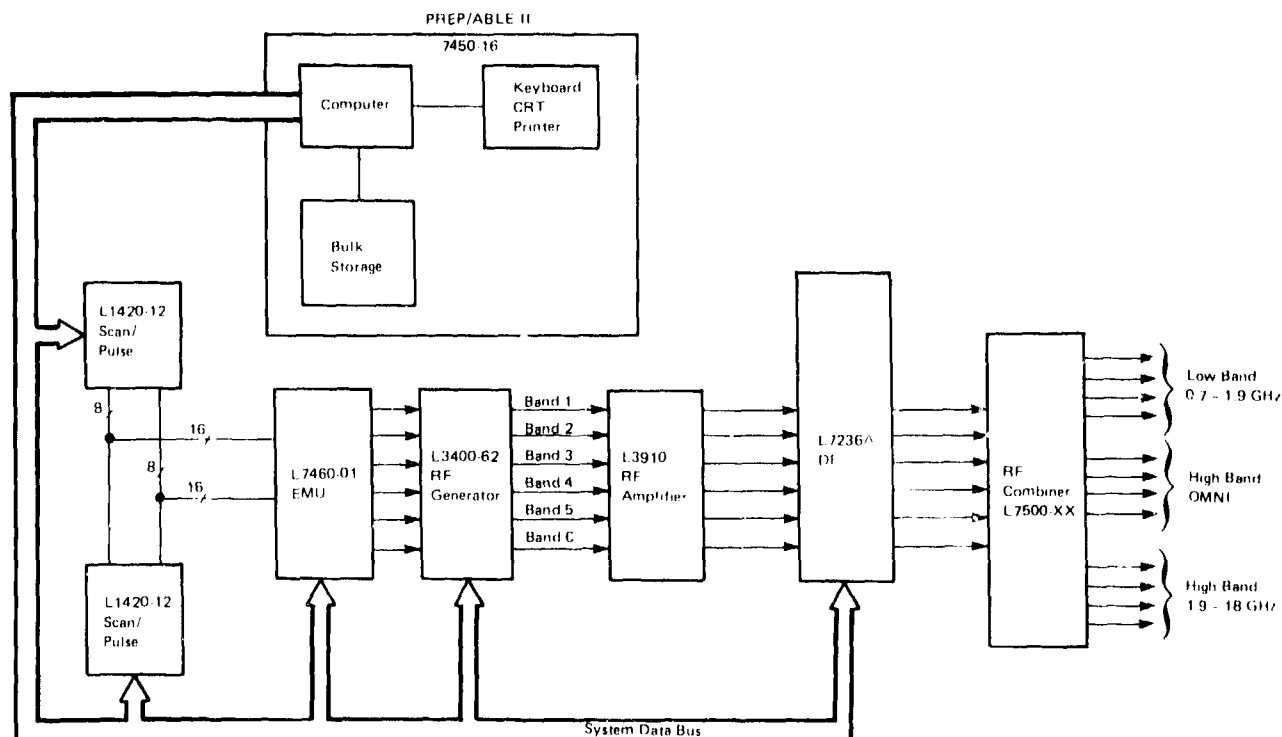 PREP/ABLE II
7450-16
Computer
Keyboard
CRT
Printer
Bulk
Storage
L1420-12
Scan/
Pulse
8
16
8
16
L7460-01
EMU
L3400-62
RF
Generator
Band 1
Band 2
Band 3
Band 4
Band 5
Band C
L3910
RF
Amplifier
L7236A
DF
RF
Combiner
L7500-XX
Low Band
0.7 - 1.9 GHz
High Band
OMNI
High Band
1.9 - 18 GHz
L1420-12
Scan/
Pulse
System Data Bus